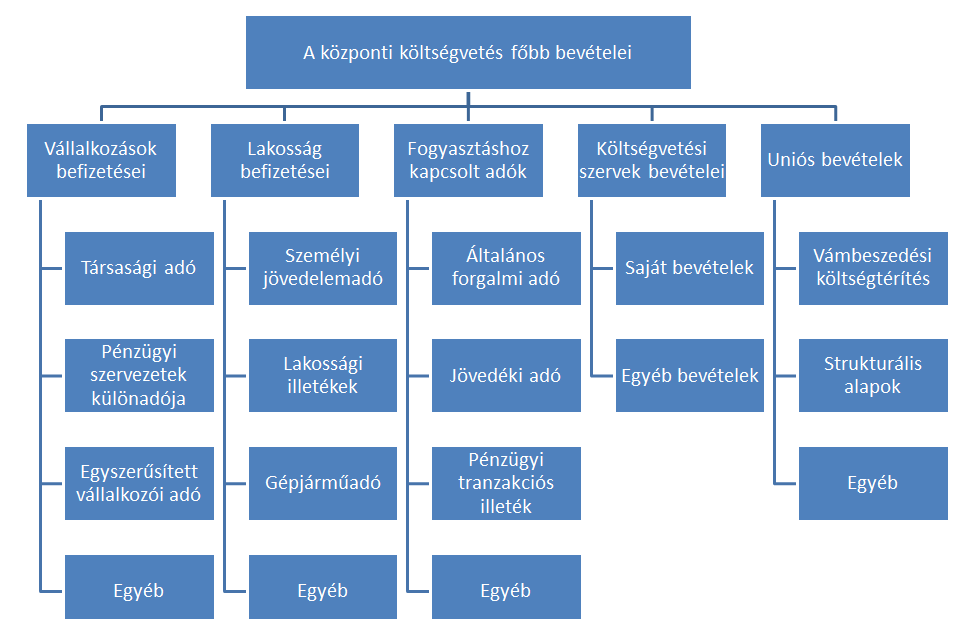 A központi költségvetés főbb bevételei
Vállalkozások
befizetései
Társasági adó
Pénzügyi
szervezetek
különadója
Egyszerűsített
vállalkozói adó
Egyéb
Lakosság
befizetései
Személyi
jövedelemadó
Lakossági
illetékek
Gépjárműadó
Egyéb
Fogyasztáshoz
kapcsolt adók
Általános
forgalmi adó
Jövedéki adó
Pénzügyi
tranzakciós
illeték
Egyéb
Költségvetési
szervek bevételei
Saját bevételek
Egyéb bevételek
Uniós bevételek
Vámbeszedési
költségtérítés
Strukturális
alapok
Egyéb